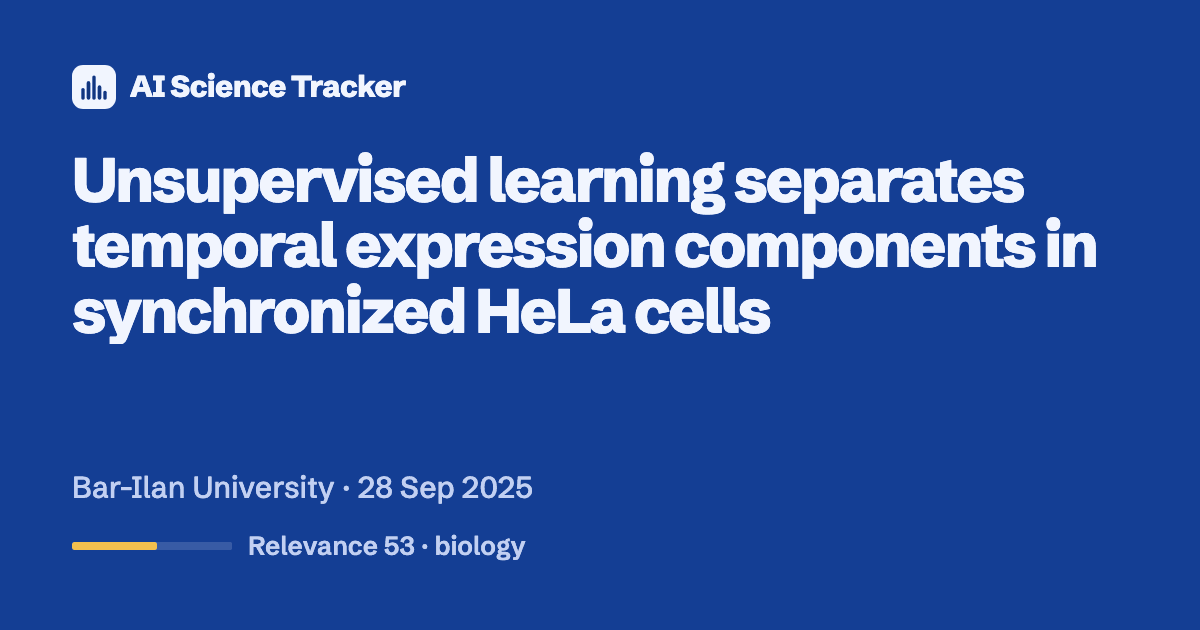 AI Science Tracker
Unsupervised learning separates
temporal expression components in
synchronized HeLa cells
Bar-Ilan University · 28 Sep 2025
Relevance 53 · biology